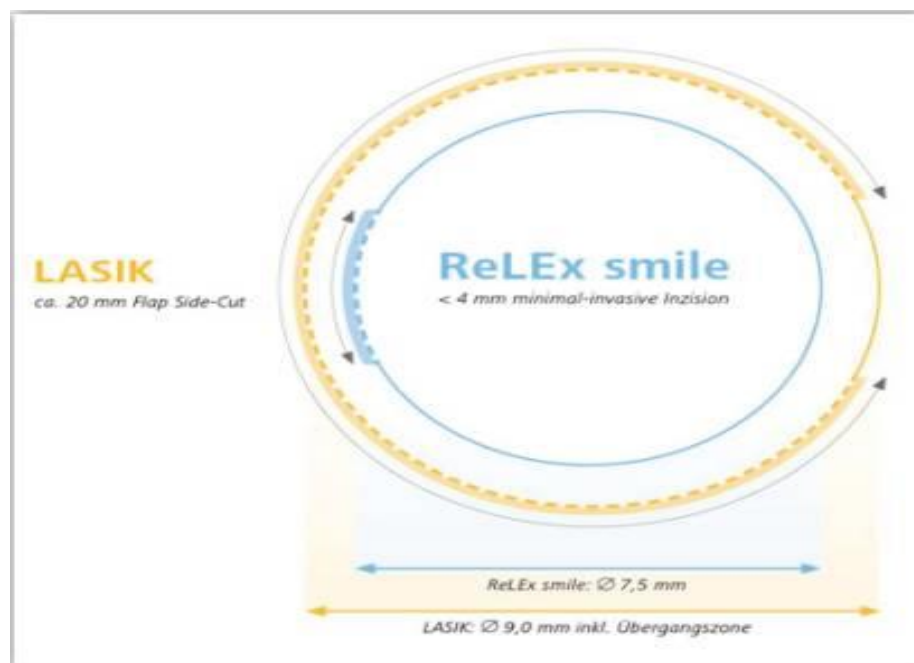 LASIK
ca. 20 mm Flap Side-Cut
ReLEx smile
< 4 mm minimal-invasive Inzision
ReLEx smile: ∅ 7,5 mm
LASIK: ∅ 9,0 mm inkl. Übergangszone